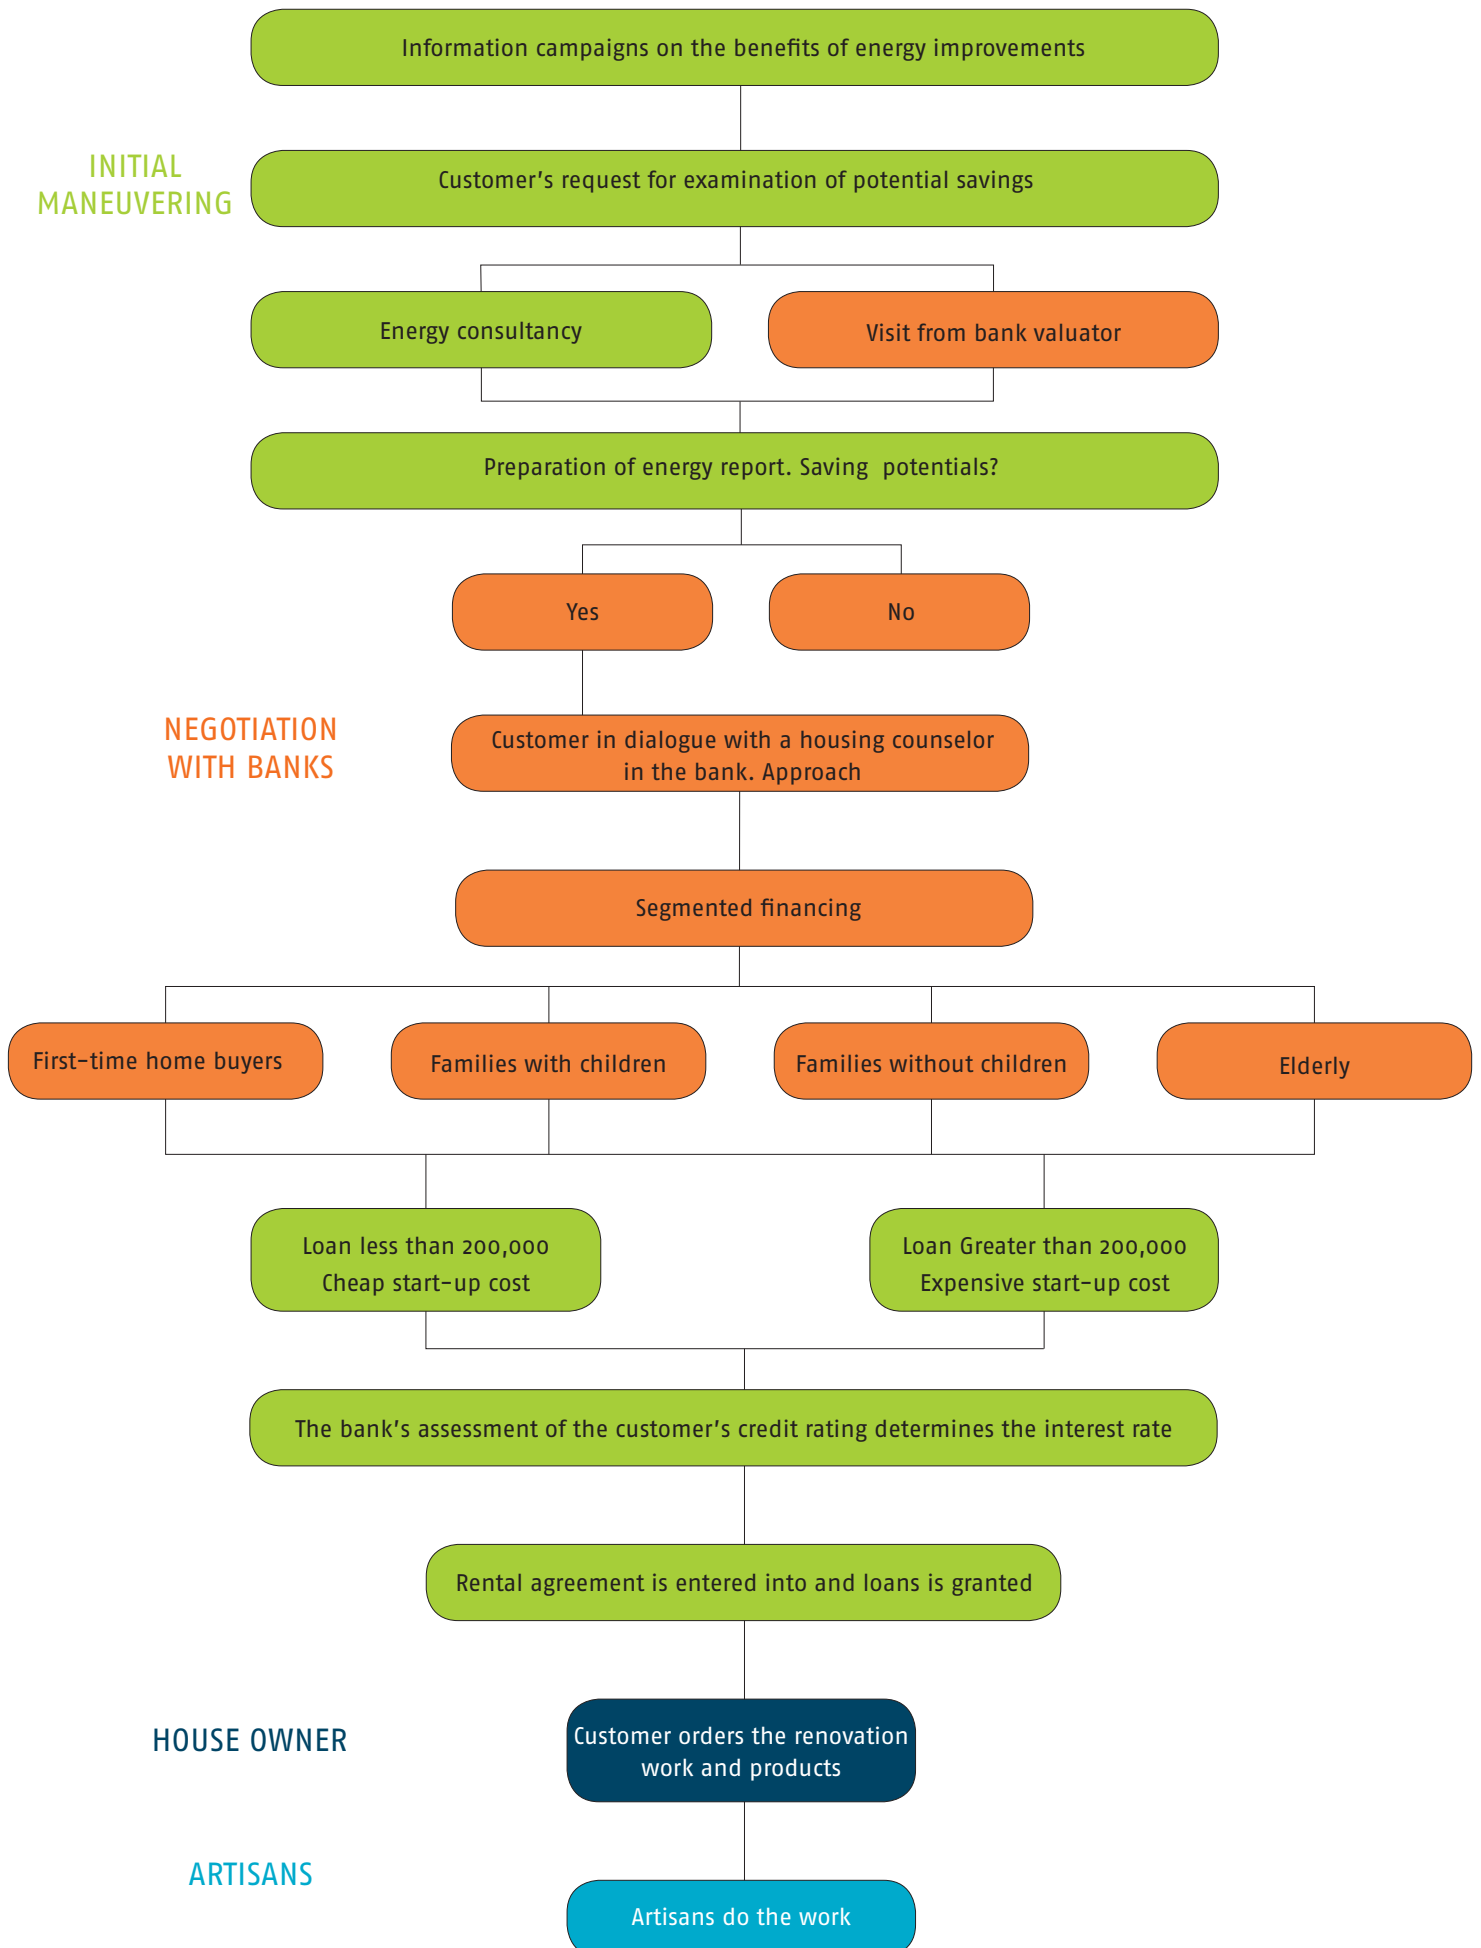 Information campaigns on the benefits of energy improvements
INITIAL
MANEUVERING
Customer's request for examination of potential savings
Energy consultancy
Visit from bank valuator
Preparation of energy report. Saving potentials?
Yes
No
NEGOTIATION
WITH BANKS
Customer in dialogue with a housing counselor
in the bank. Approach
Segmented financing
First-time home buyers
Families with children
Families without children
Elderly
Loan less than 200,000
Cheap start-up cost
Loan Greater than 200,000
Expensive start-up cost
The bank's assessment of the customer's credit rating determines the interest rate
Rental agreement is entered into and loans is granted
HOUSE OWNER
Customer orders the renovation
work and products
ARTISANS
Artisans do the work